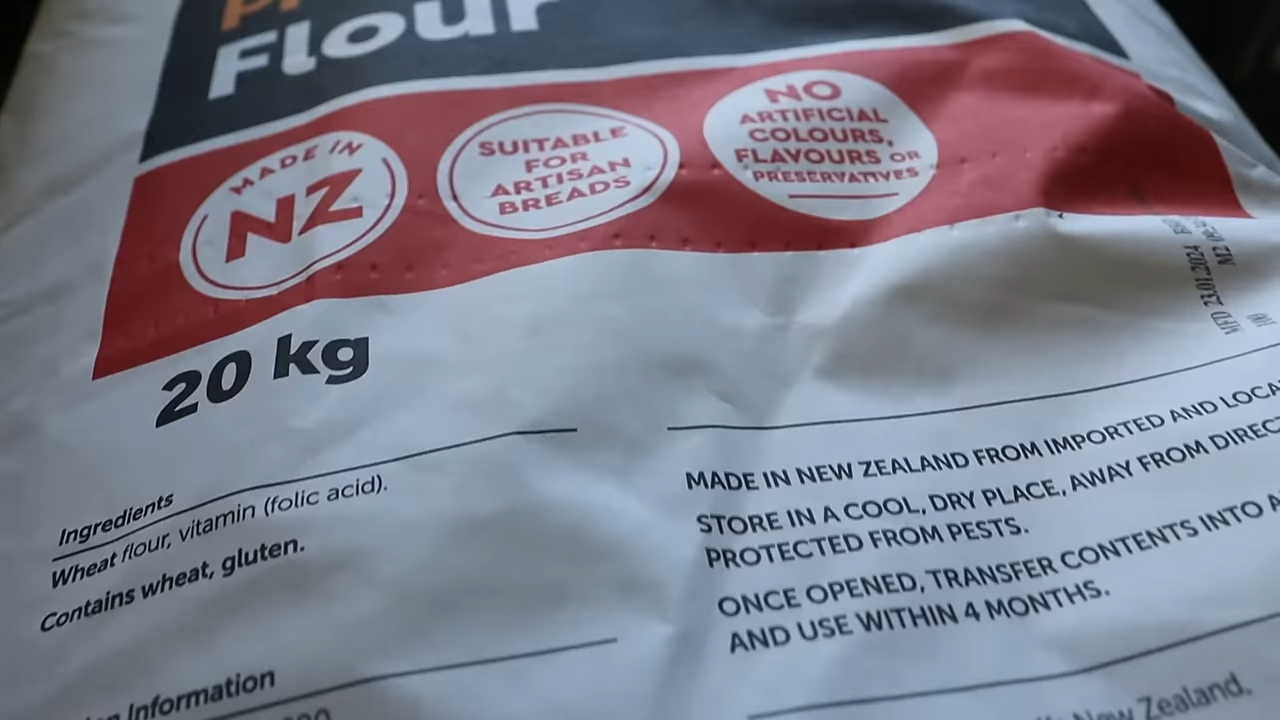 Flour
MADE IN
NZ
SUITABLE
FOR
ARTISAN
BREADS
NO
ARTIFICIAL
COLOURS,
FLAVOURS OR
PRESERVATIVES
MFD 23.01.2024
20 kg
Ingredients
Wheat flour, vitamin (folic acid).
Contains wheat, gluten.
Information
MADE IN NEW ZEALAND FROM IMPORTED AND
STORE IN A COOL, DRY PLACE, AWAY FROM
PROTECTED FROM PESTS.
ONCE OPENED, TRANSFER CONTENTS INTO
AND USE WITHIN 4 MONTHS.
New Zealand.